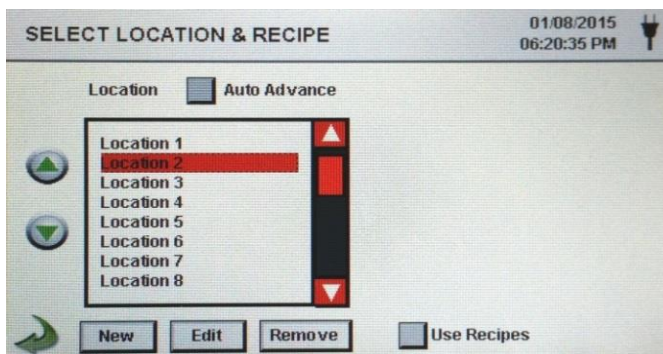 SELECT LOCATION & RECIPE
01/08/2015
06:20:35 PM
Location
Auto Advance
Location 1
Location 2
Location 3
Location 4
Location 5
Location 6
Location 7
Location 8
New
Edit
Remove
Use Recipes